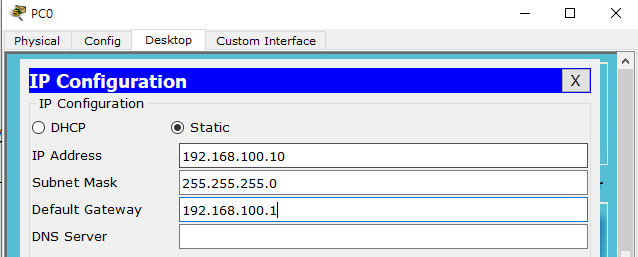 PC0
Physical Config Desktop Custom Interface
IP Configuration X
IP Configuration
DHCP Static
IP Address 192.168.100.10
Subnet Mask 255.255.255.0
Default Gateway 192.168.100.1
DNS Server